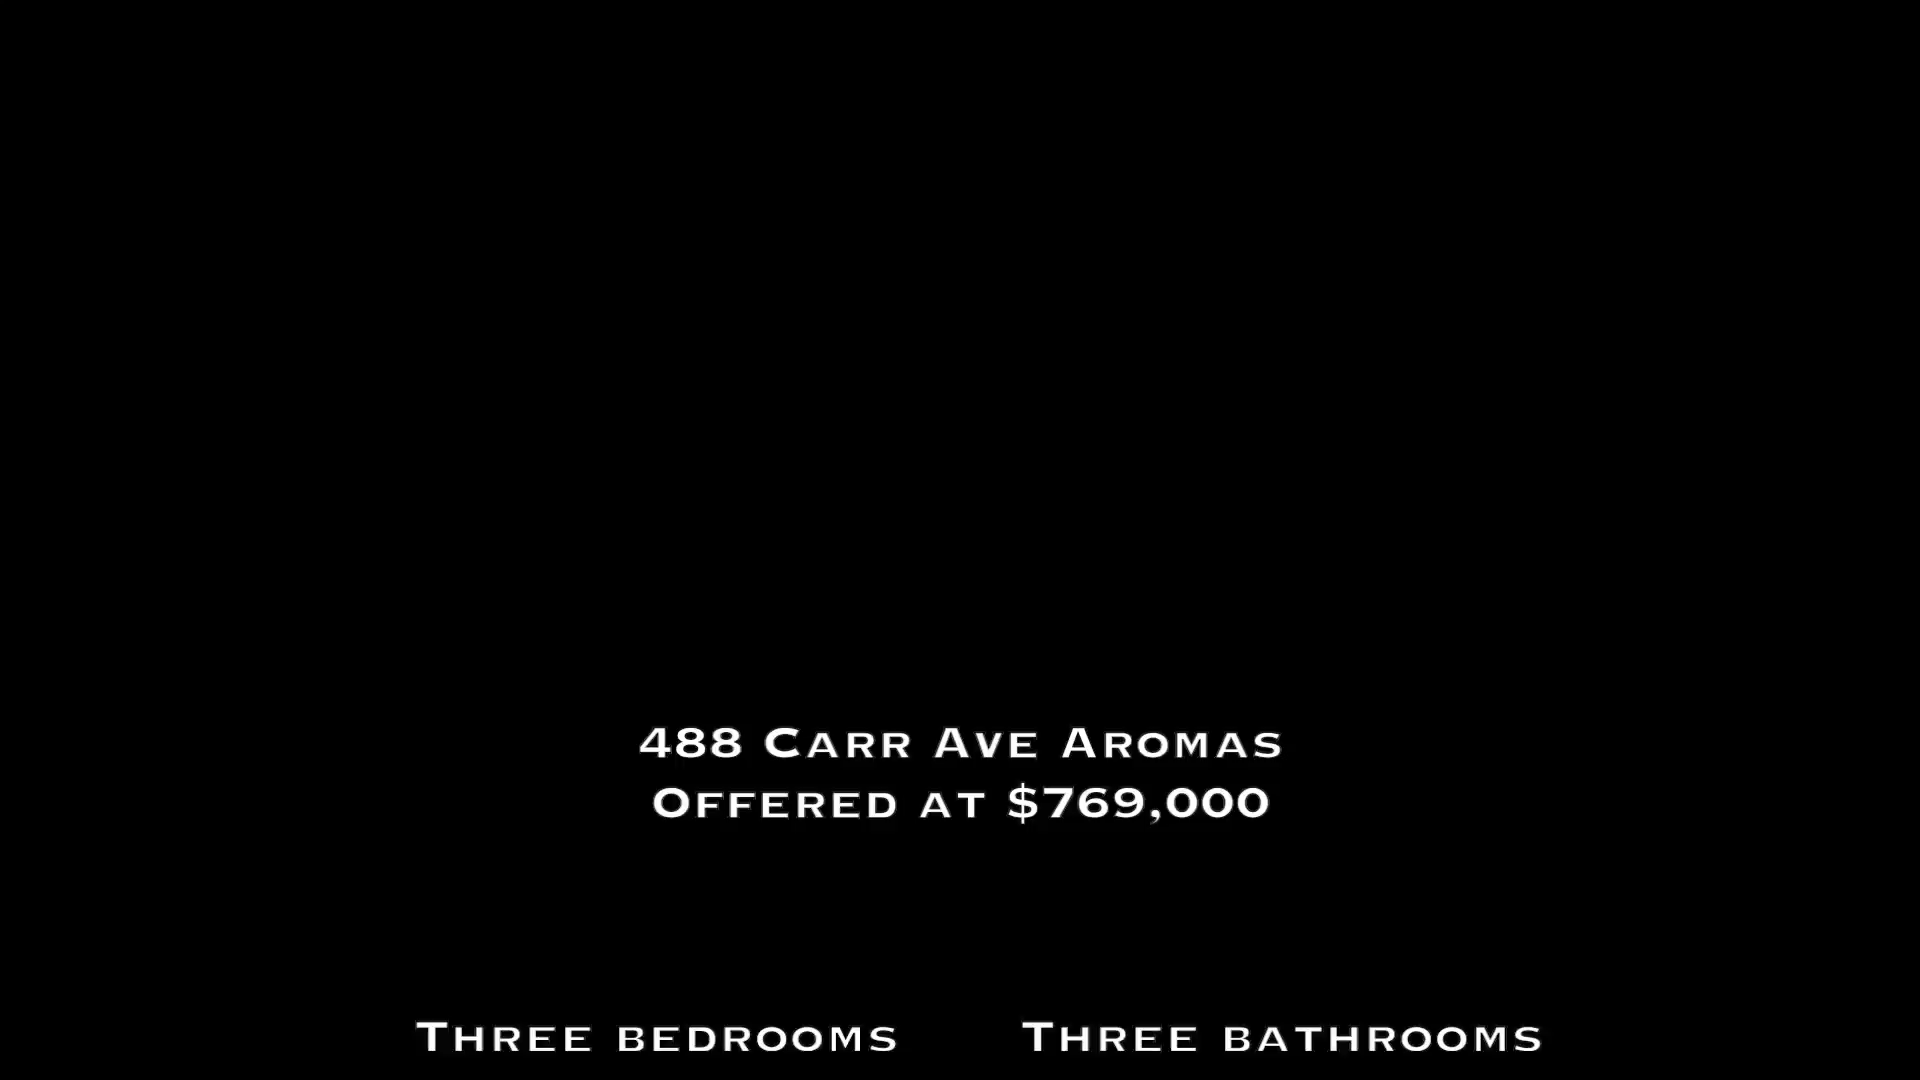 488 Carr Ave Aromas
Offered at $769,000
Three bedrooms Three bathrooms